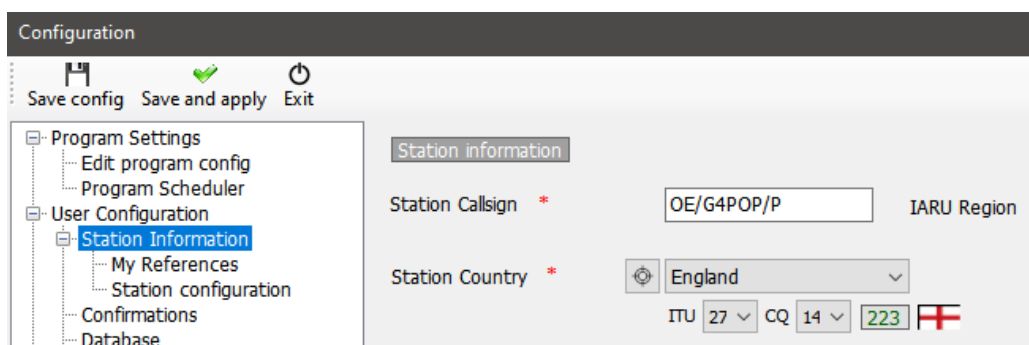 Configuration
Save config Save and apply Exit
Program Settings
Edit program config
Program Scheduler
User Configuration
Station Information
My References
Station configuration
Confirmations
Database
Station information
Station Callsign * OE/G4POP/P IARU Region
Station Country * England
ITU 27 CQ 14 223